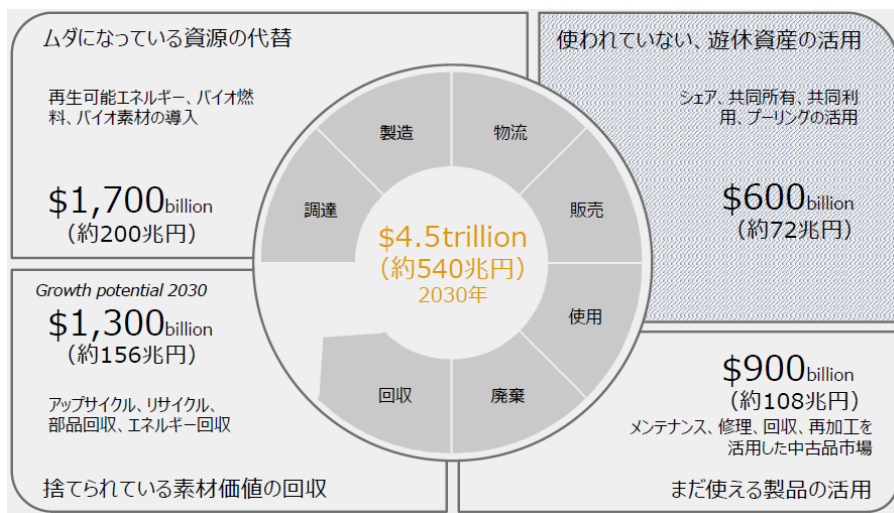 ムダになっている資源の代替
再生可能エネルギー、バイオ燃
料、バイオ素材の導入
$1,700billion
（約200兆円）
使われていない、遊休資産の活用
シェア、共同所有、共同利
用、プーリングの活用
$600billion
（約72兆円）
製造
物流
調達
販売
$4.5trillion
（約540兆円）
2030年
使用
回収
廃棄
Growth potential 2030
$1,300billion
（約156兆円）
アップサイクル、リサイクル、
部品回収、エネルギー回収
捨てられている素材価値の回収
$900billion
（約108兆円）
メンテナンス、修理、回収、再加工を
活用した中古品市場
まだ使える製品の活用